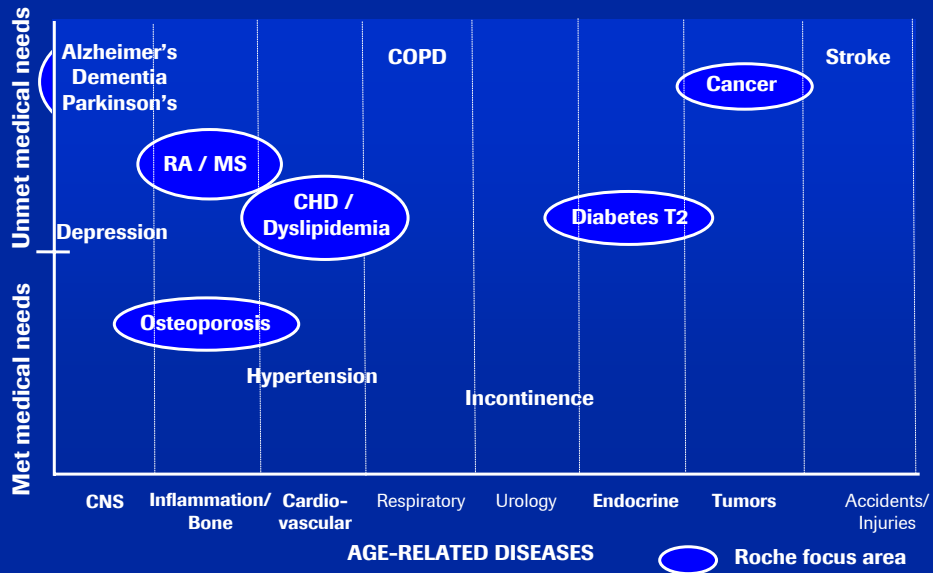 Unmet medical needs
Met medical needs
Alzheimer's
Dementia
Parkinson's
COPD
Stroke
Cancer
RA / MS
CHD /
Dyslipidemia
Diabetes T2
Depression
Osteoporosis
Hypertension
Incontinence
CNS
Inflammation/
Bone
Cardio-
vascular
Respiratory
Urology
Endocrine
Tumors
Accidents/
Injuries
AGE-RELATED DISEASES
Roche focus area